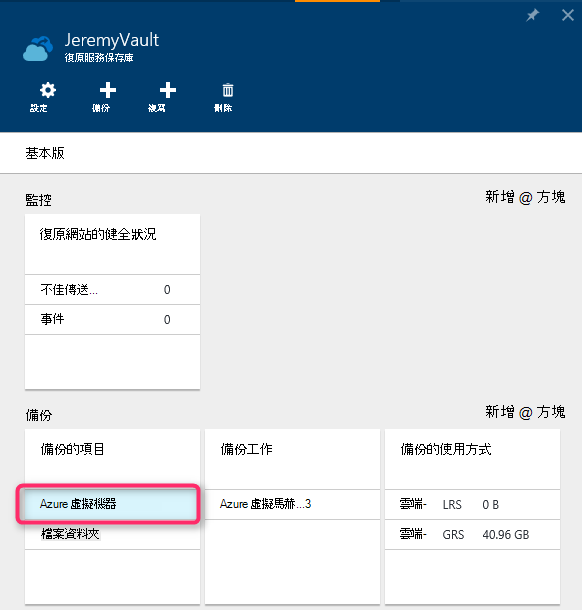 JeremyVault
復原服務保存庫
設定
備份
複寫
刪除
基本版
監控
新增 @ 方塊
復原網站的健全狀況
不佳傳送... 0
事件 0
備份
新增 @ 方塊
備份的項目
Azure 虛擬機器
檔案資料夾
備份工作
Azure 虛擬馬赫...3
備份的使用方式
雲端- LRS 0 B
雲端- GRS 40.96 GB